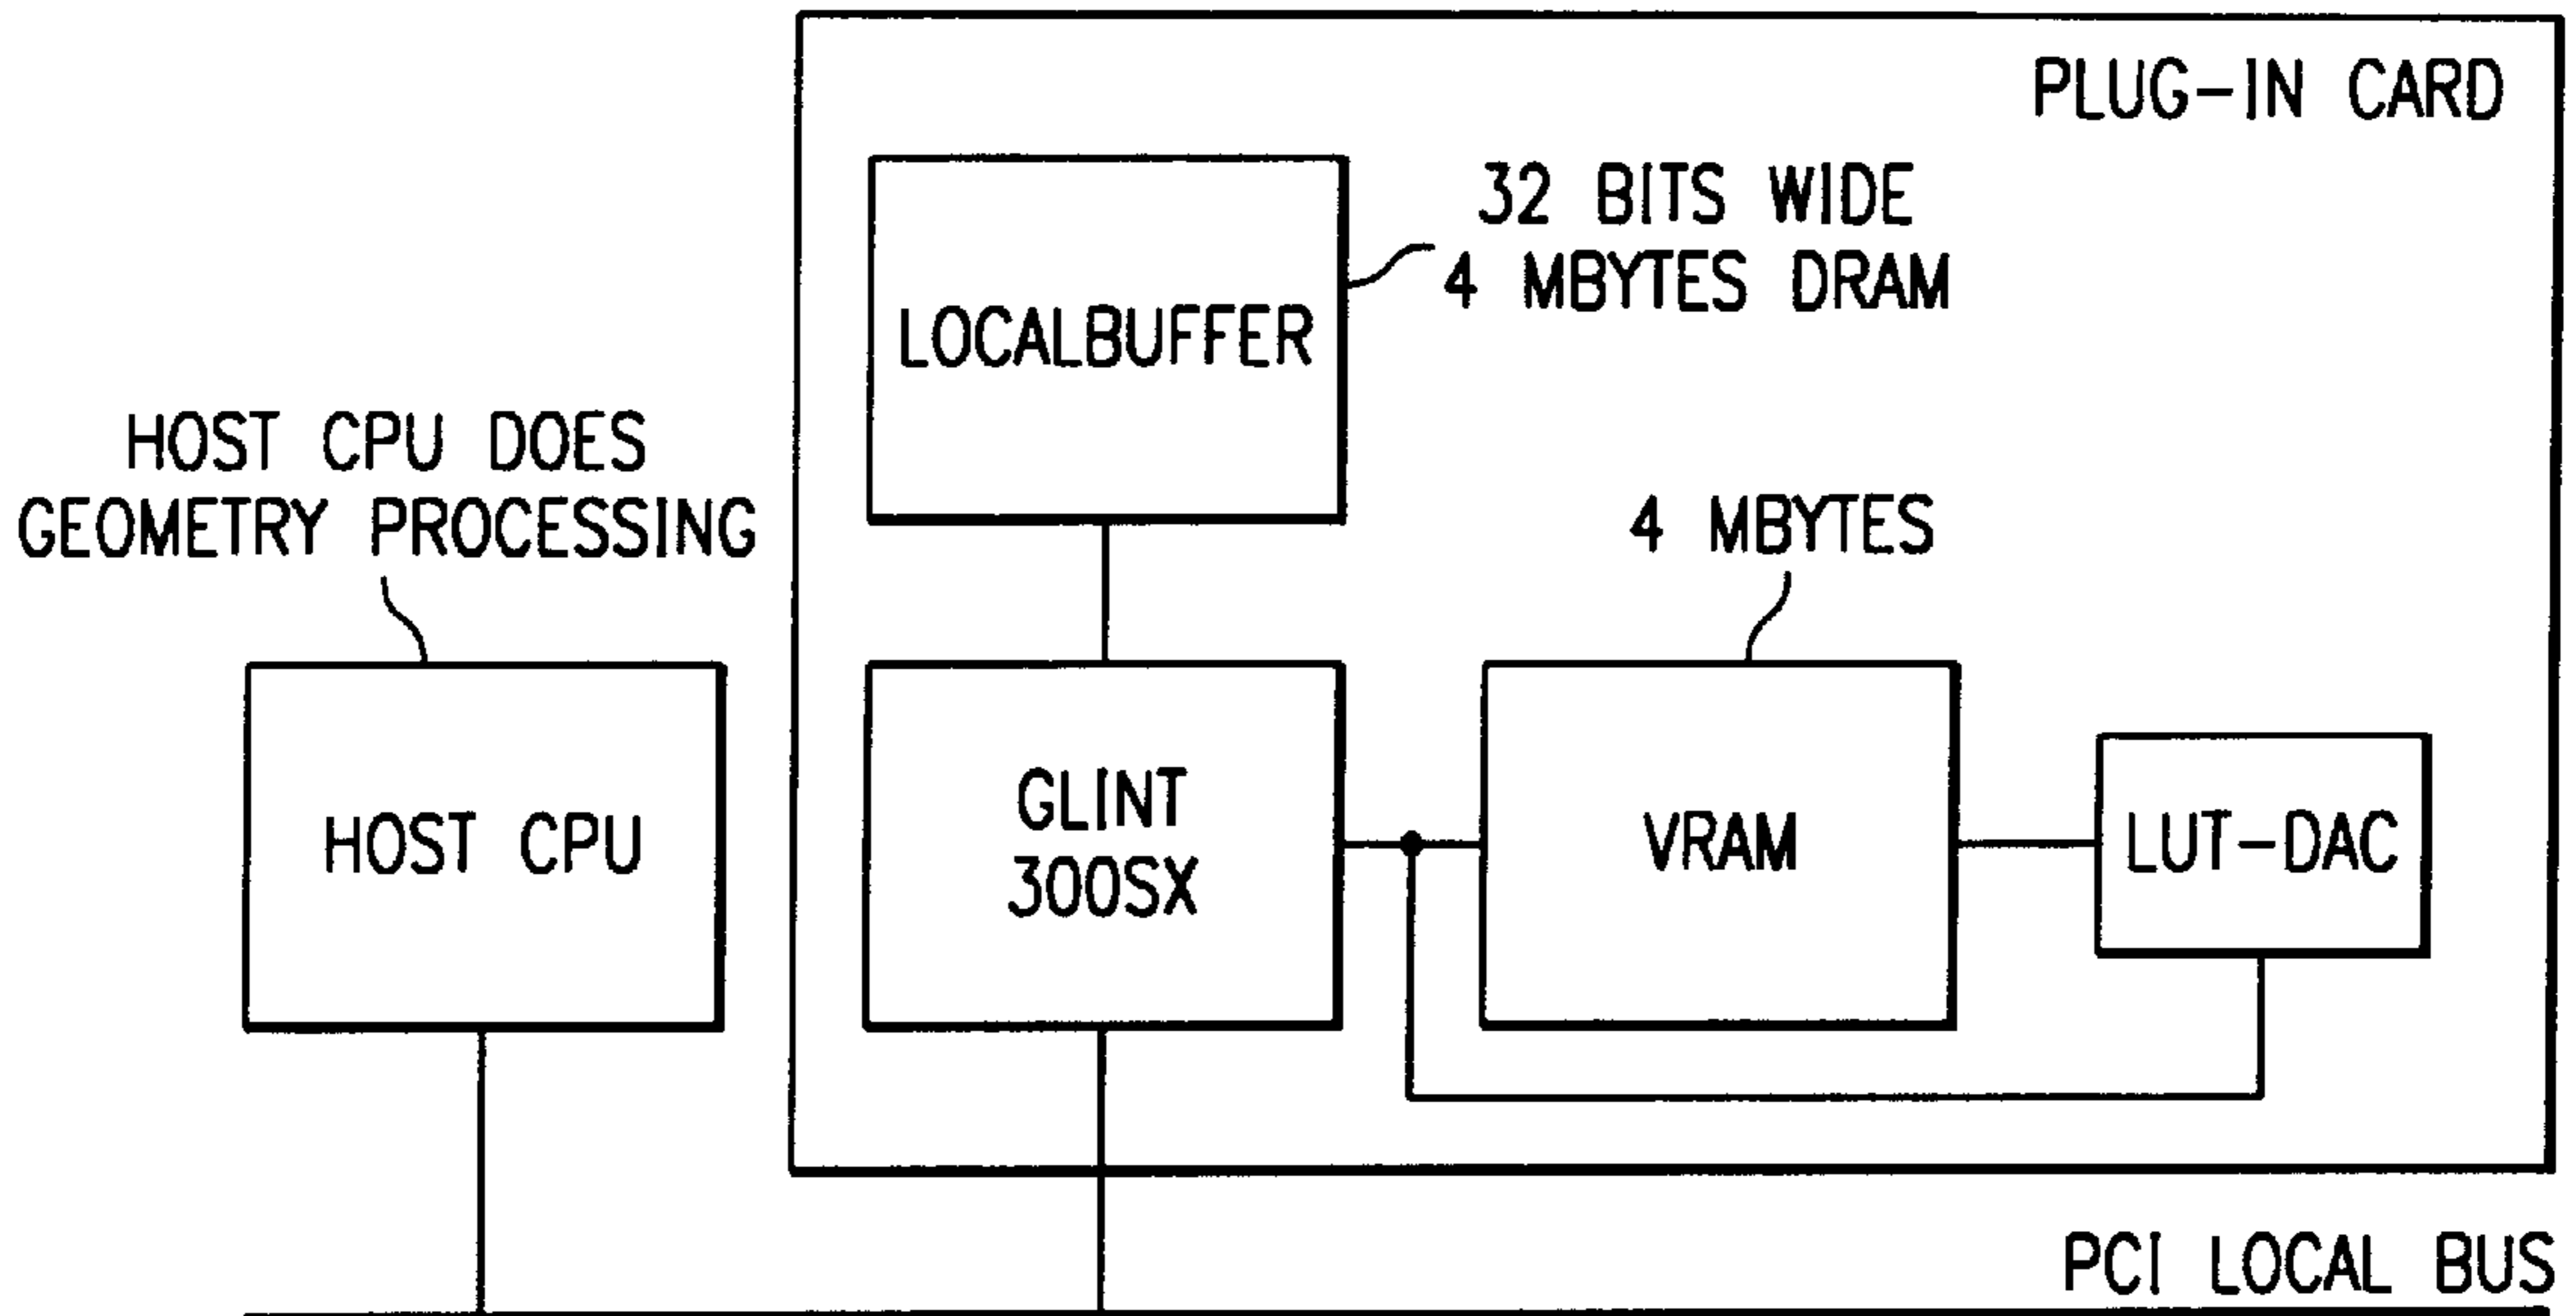 PLUG-IN CARD
32 BITS WIDE
4 MBYTES DRAM
LOCALBUFFER
HOST CPU DOES
GEOMETRY PROCESSING
4 MBYTES
HOST CPU
GLINT
300SX
VRAM
LUT-DAC
PCI LOCAL BUS